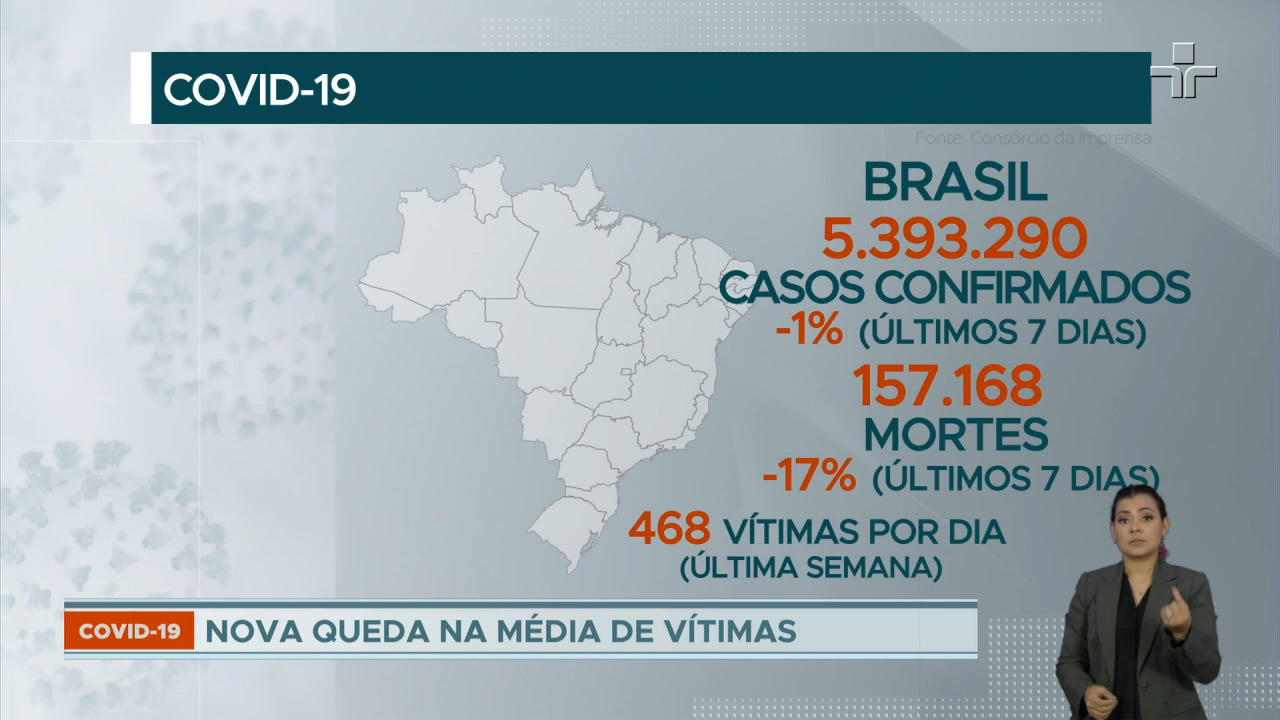 COVID-19
Fonte: Consórcio da Imprensa
BRASIL
5.393.290
CASOS CONFIRMADOS
-1% (ÚLTIMOS 7 DIAS)
157.168
MORTES
-17% (ÚLTIMOS 7 DIAS)
468 VÍTIMAS POR DIA
(ÚLTIMA SEMANA)
COVID-19 NOVA QUEDA NA MÉDIA DE VÍTIMAS